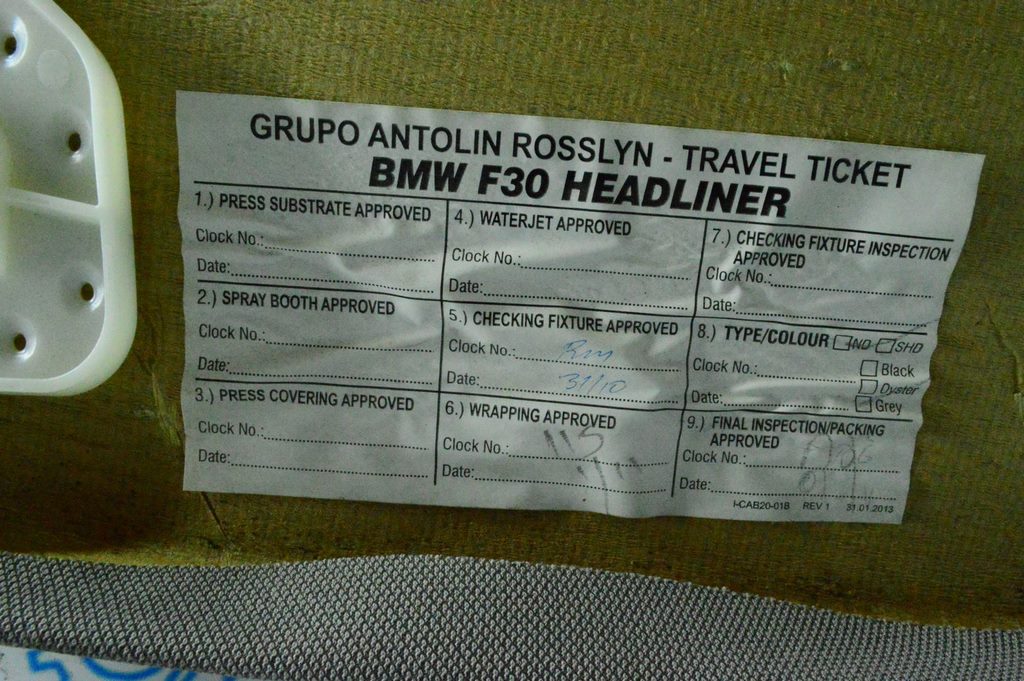 GRUPO ANTOLIN ROSSLYN - TRAVEL TICKET
BMW F30 HEADLINER
1.) PRESS SUBSTRATE APPROVED
Clock No.:
Date:
2.) SPRAY BOOTH APPROVED
Clock No.:
Date:
3.) PRESS COVERING APPROVED
Clock No.:
Date:
4.) WATERJET APPROVED
Clock No.:
Date:
5.) CHECKING FIXTURE APPROVED
Clock No.:
Date: 31/10
6.) WRAPPING APPROVED
Clock No.: 115
Date:
7.) CHECKING FIXTURE INSPECTION
APPROVED
Clock No.:
Date:
8.) TYPE/COLOUR ND SHD
Clock No.: Black
Oyster
Date: Grey
9.) FINAL INSPECTION/PACKING
APPROVED
Clock No.:
Date:
I-CAB20-01B REV 1 31.01.2013